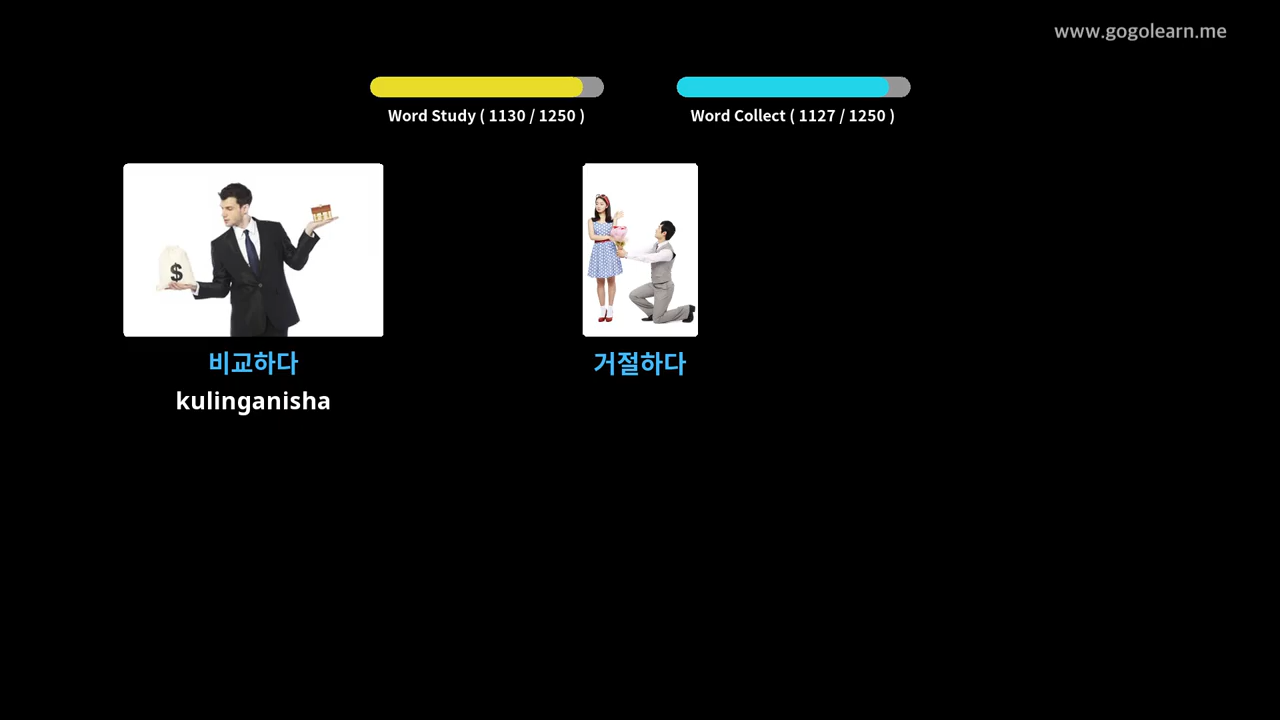 www.gogolearn.me
Word Study ( 1130 / 1250 )
Word Collect ( 1127 / 1250 )
$
비교하다
거절하다
kulinganisha